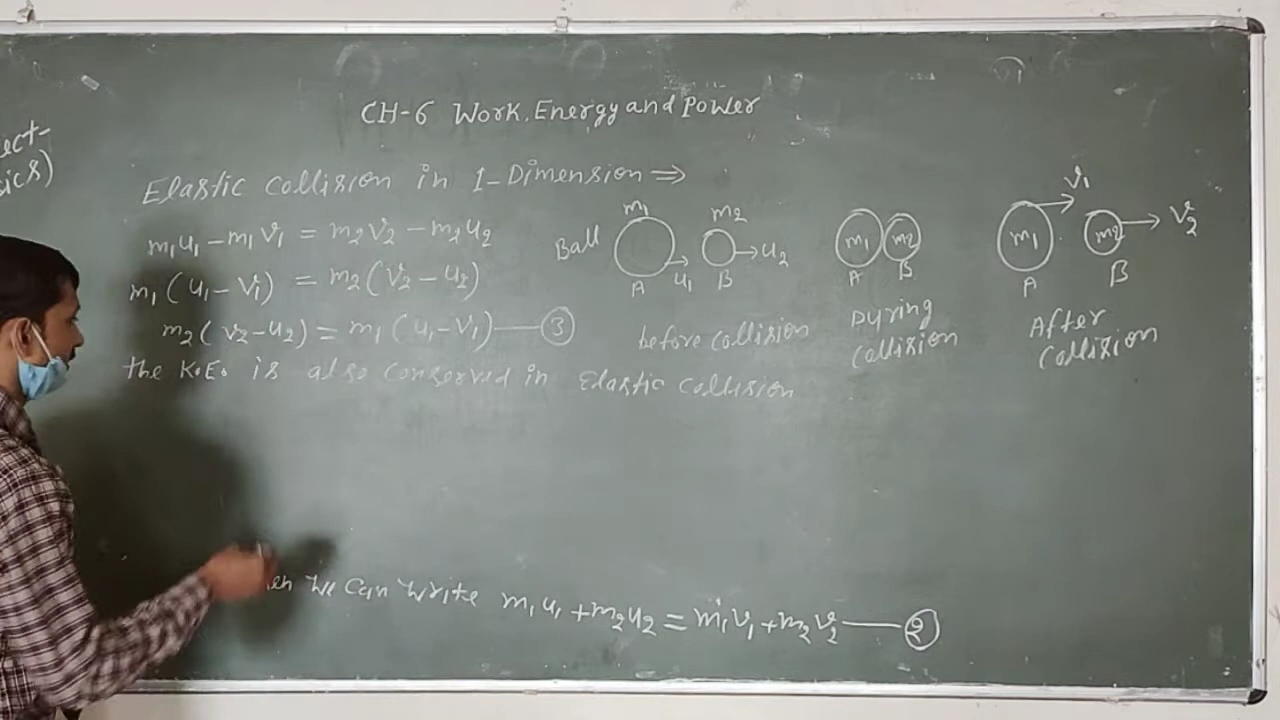 CH-6 Work, Energy and Power
Elastic Collision in 1-Dimension ⇒
m₁u₁ - m₁v₁ = m₂v₂ - m₂u₂
m₁(u₁ - v₁) = m₂(v₂ - u₂)
m₂(v₂ - u₂) = m₁(u₁ - v₁) — ③
the K.E. is also conserved in Elastic Collision
Ball
m₁ m₂
u₁ u₂
A B
before collision
m₁ m₂
A B
During
Collision
v₁ v₂
m₁ m₂
A B
After
Collision
we can write m₁u₁ + m₂u₂ = m₁v₁ + m₂v₂ — ②